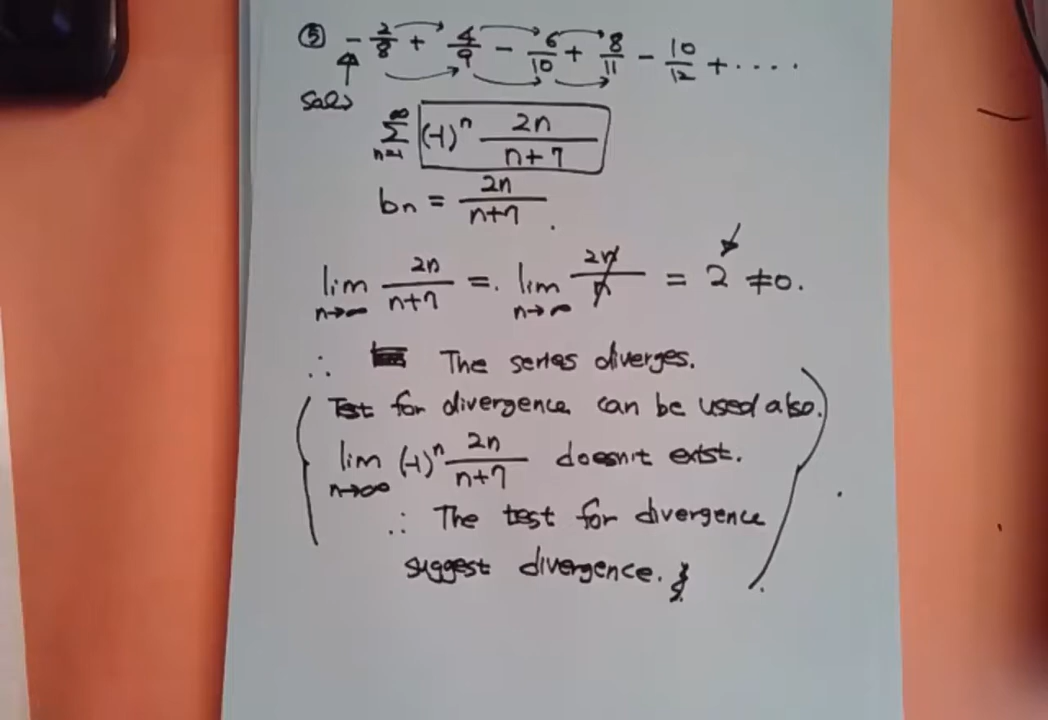 ⑤ - 2/8 + 4/9 - 6/10 + 8/11 - 10/12 + ....
Sol>
∞ Σ n=1 (-1)^n 2n/(n+7)
bn = 2n/(n+7).
lim n→∞ 2n/(n+7) =. lim n→∞ 2n/n = 2 ≠0.
∴ The series diverges.
Test for divergence can be used also.
lim n→∞ (-1)^n 2n/(n+7) doesn't exist.
∴ The test for divergence
suggest divergence.